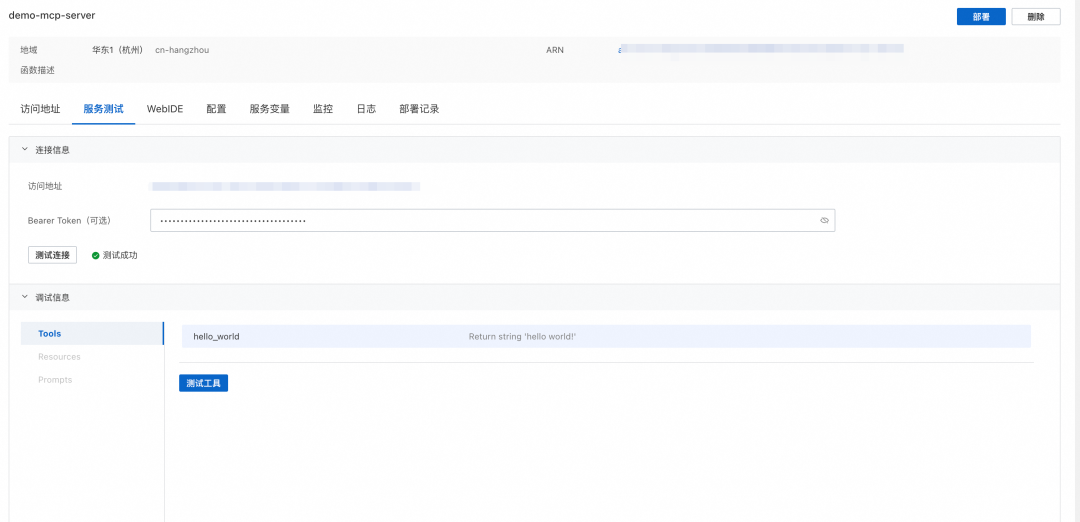 demo-mcp-server
部署 删除
地域 华东1（杭州） cn-hangzhou ARN
函数描述
访问地址 服务测试 WebIDE 配置 服务变量 监控 日志 部署记录
连接信息
访问地址
Bearer Token（可选） ••••••••••••••••••••••••••••••••••••
测试连接 测试成功
调试信息
Tools hello_world Return string 'hello world!'
Resources
Prompts
测试工具